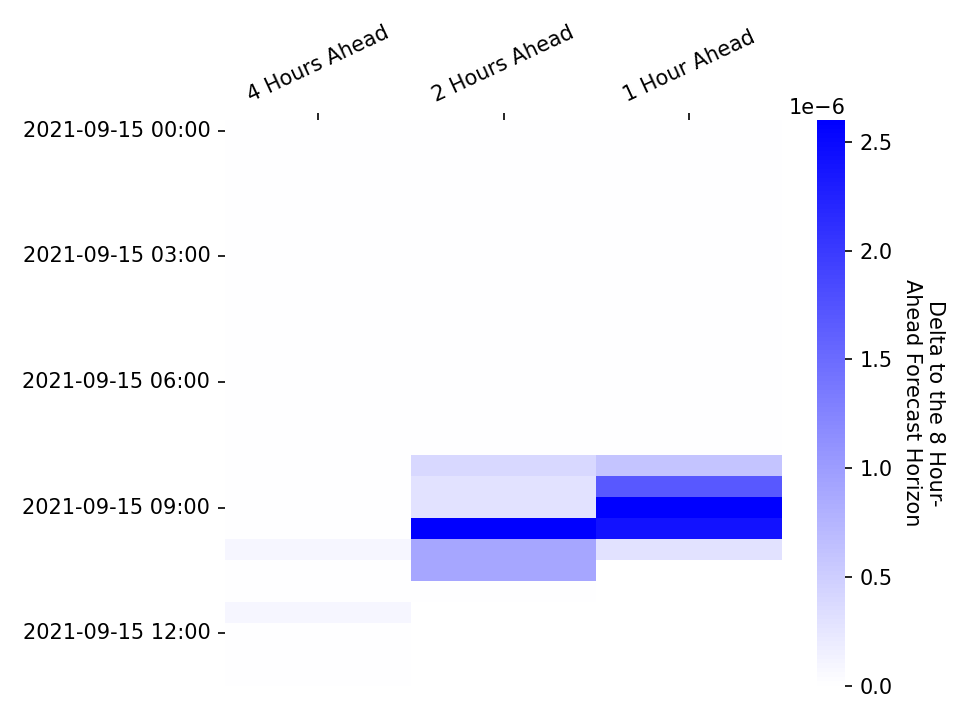 4 Hours Ahead
2 Hours Ahead
1 Hour Ahead
1e−6
2021-09-15 00:00
2021-09-15 03:00
2021-09-15 06:00
2021-09-15 09:00
2021-09-15 12:00
2.5
2.0
1.5
1.0
0.5
0.0
Delta to the 8 Hour-
Ahead Forecast Horizon